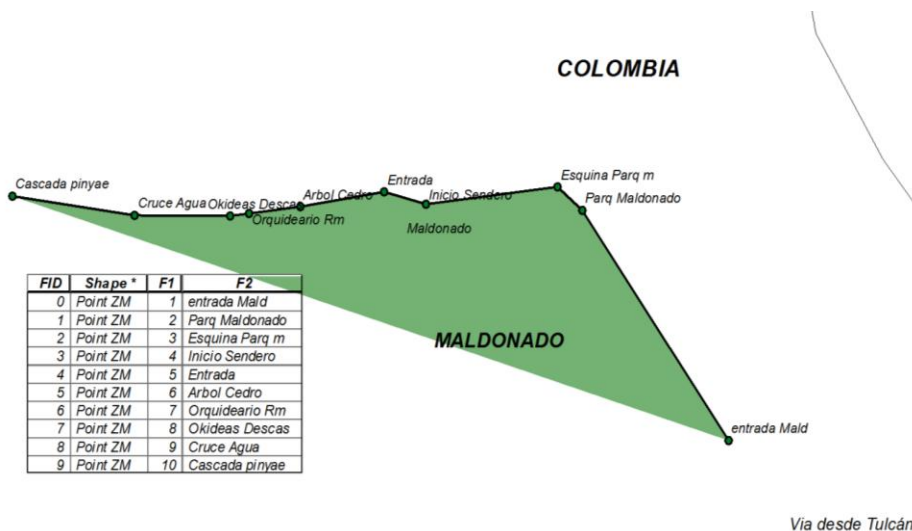 COLOMBIA
Esquina Parq m
Cascada pinyae
Entrada
Arbol Cedro
Inicio Sendero
Parq Maldonado
Cruce Agua
Okideas Descas
Orquideario Rm
Maldonado
FID Shape * F1 F2
0 Point ZM 1 entrada Mald
1 Point ZM 2 Parq Maldonado
2 Point ZM 3 Esquina Parq m
3 Point ZM 4 Inicio Sendero
4 Point ZM 5 Entrada
5 Point ZM 6 Arbol Cedro
6 Point ZM 7 Orquideario Rm
7 Point ZM 8 Okideas Descas
8 Point ZM 9 Cruce Agua
9 Point ZM 10 Cascada pinyae
MALDONADO
entrada Mald
Via desde Tulcán